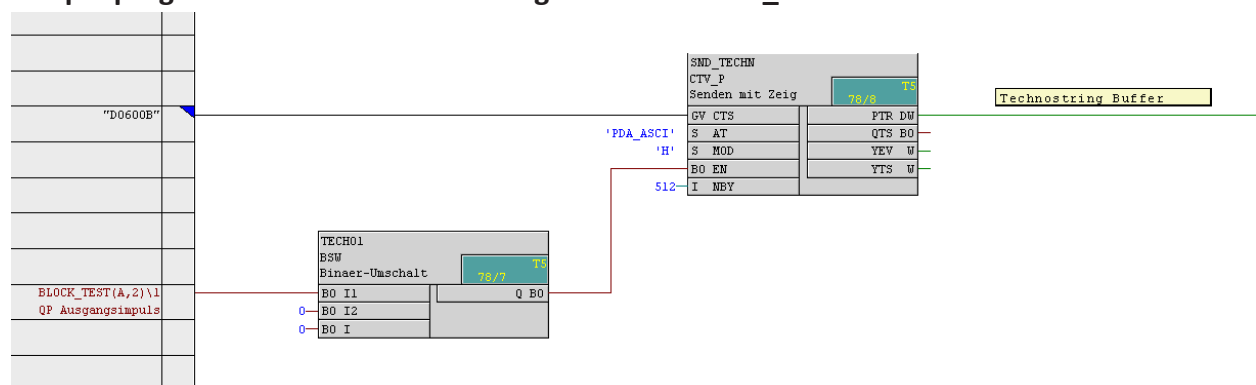 SND_TECHN
CTV_P
Senden mit Zeig
T5
78/8
Technostring Buffer
"D0600B"
GV CTS
PTR DW
'PDA_ASCI'
S AT
QTS BO
'H'
S MOD
YEV W
BO EN
YTS W
512
I NBY
TECH01
BSW
Binaer-Umschalt
T5
78/7
BLOCK_TEST(A,2)\1
BO I1
Q BO
QP Ausgangsimpuls
0
BO I2
0
BO I